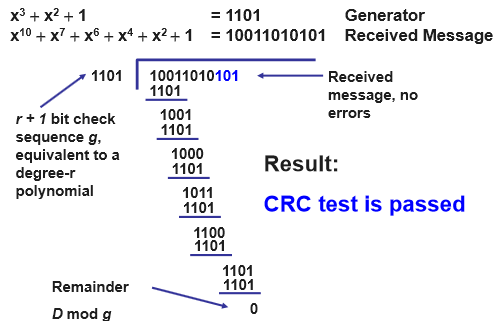 x³ + x² + 1 = 1101 Generator
x¹⁰ + x⁷ + x⁶ + x⁴ + x² + 1 = 10011010101 Received Message
1101 10011010101
1101
1001
1101
1000
1101
1011
1101
1100
1101
1101
1101
0
Received
message, no
errors
r + 1 bit check
sequence g,
equivalent to a
degree-r
polynomial
Result:
CRC test is passed
Remainder
D mod g